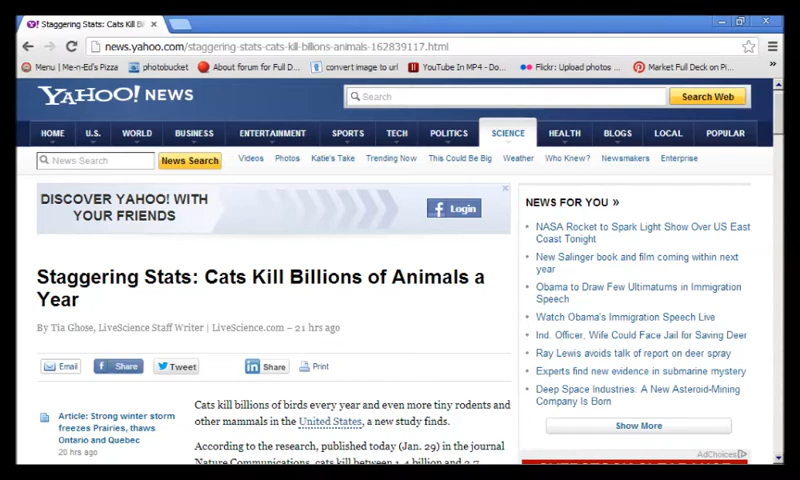 Staggering Stats: Cats Kill Bi
news.yahoo.com/staggering-stats-cats-kill-billions-animals-162839117.html
Menu | Me-n-Ed's Pizza photobucket About forum for Full D... convert image to url YouTube In MP4 - Do... Flickr: Upload photos ... Market Full Deck on Pi... »
YAHOO! NEWS Search Search Web
HOME U.S. WORLD BUSINESS ENTERTAINMENT SPORTS TECH POLITICS SCIENCE HEALTH BLOGS LOCAL POPULAR
News Search News Search Videos Photos Katie's Take Trending Now This Could Be Big Weather Who Knew? Newsmakers Enterprise
DISCOVER YAHOO! WITH
YOUR FRIENDS
f Login
Staggering Stats: Cats Kill Billions of Animals a
Year
By Tia Ghose, LiveScience Staff Writer | LiveScience.com – 21 hrs ago
Email Share Tweet Share Print
Article: Strong winter storm
freezes Prairies, thaws
Ontario and Quebec
20 hrs ago
Cats kill billions of birds every year and even more tiny rodents and
other mammals in the United States, a new study finds.
According to the research, published today (Jan. 29) in the journal
Nature Communications, cats kill between 1.4 billion and 3.7
NEWS FOR YOU »
NASA Rocket to Spark Light Show Over US East
Coast Tonight
New Salinger book and film coming within next
year
Obama to Draw Few Ultimatums in Immigration
Speech
Watch Obama's Immigration Speech Live
Ind. Officer, Wife Could Face Jail for Saving Deer
Ray Lewis avoids talk of report on deer spray
Experts find new evidence in submarine mystery
Deep Space Industries: A New Asteroid-Mining
Company Is Born
Show More
AdChoices